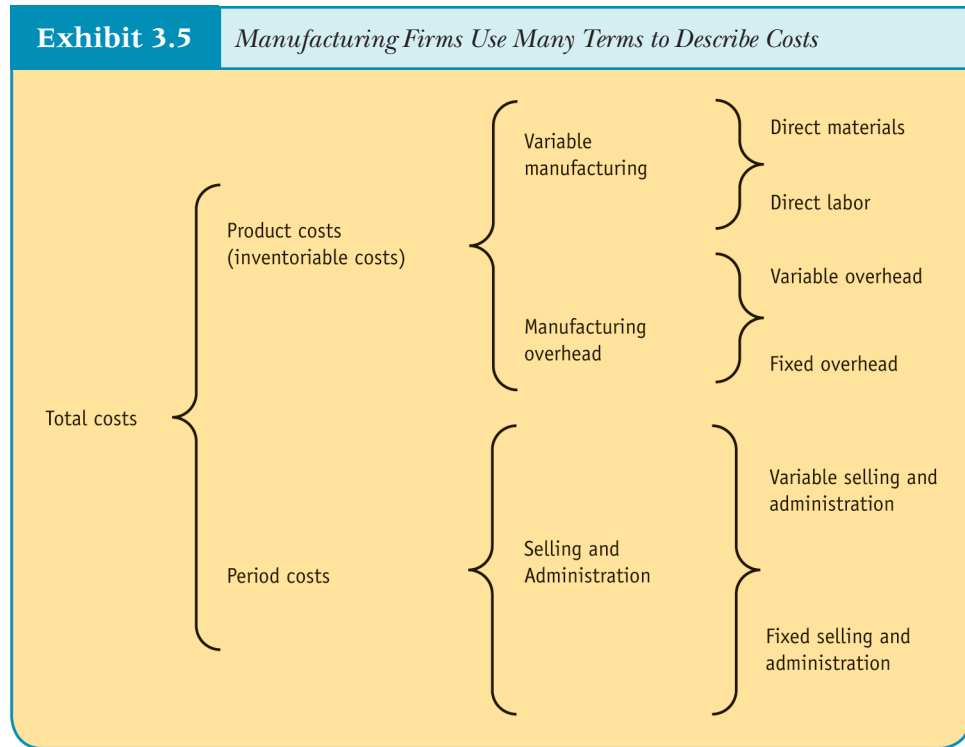 Exhibit 3.5
Manufacturing Firms Use Many Terms to Describe Costs
Total costs
Product costs
(inventoriable costs)
Period costs
Variable
manufacturing
Manufacturing
overhead
Selling and
Administration
Direct materials
Direct labor
Variable overhead
Fixed overhead
Variable selling and
administration
Fixed selling and
administration